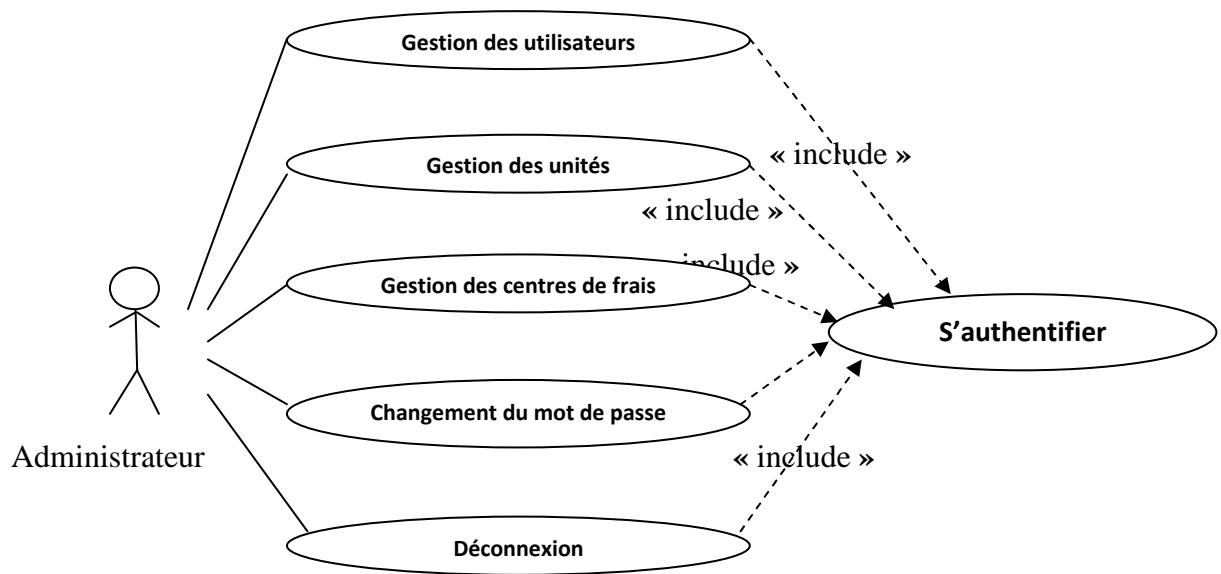 Gestion des utilisateurs
Gestion des unités
« include »
« include »
include »
Gestion des centres de frais
S’authentifier
Changement du mot de passe
Administrateur
« include »
Déconnexion